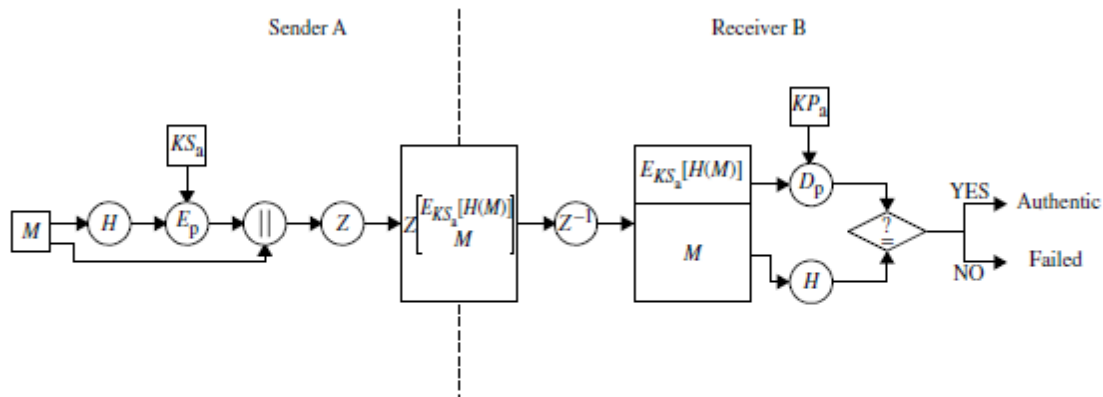 Sender A
Receiver B
KPa
KSa
EKSa[H(M)]
Dp
YES
Authentic
M
H
Ep
||
Z
Z[EKSa[H(M)]
M]
Z−1
M
?
=
H
NO
Failed